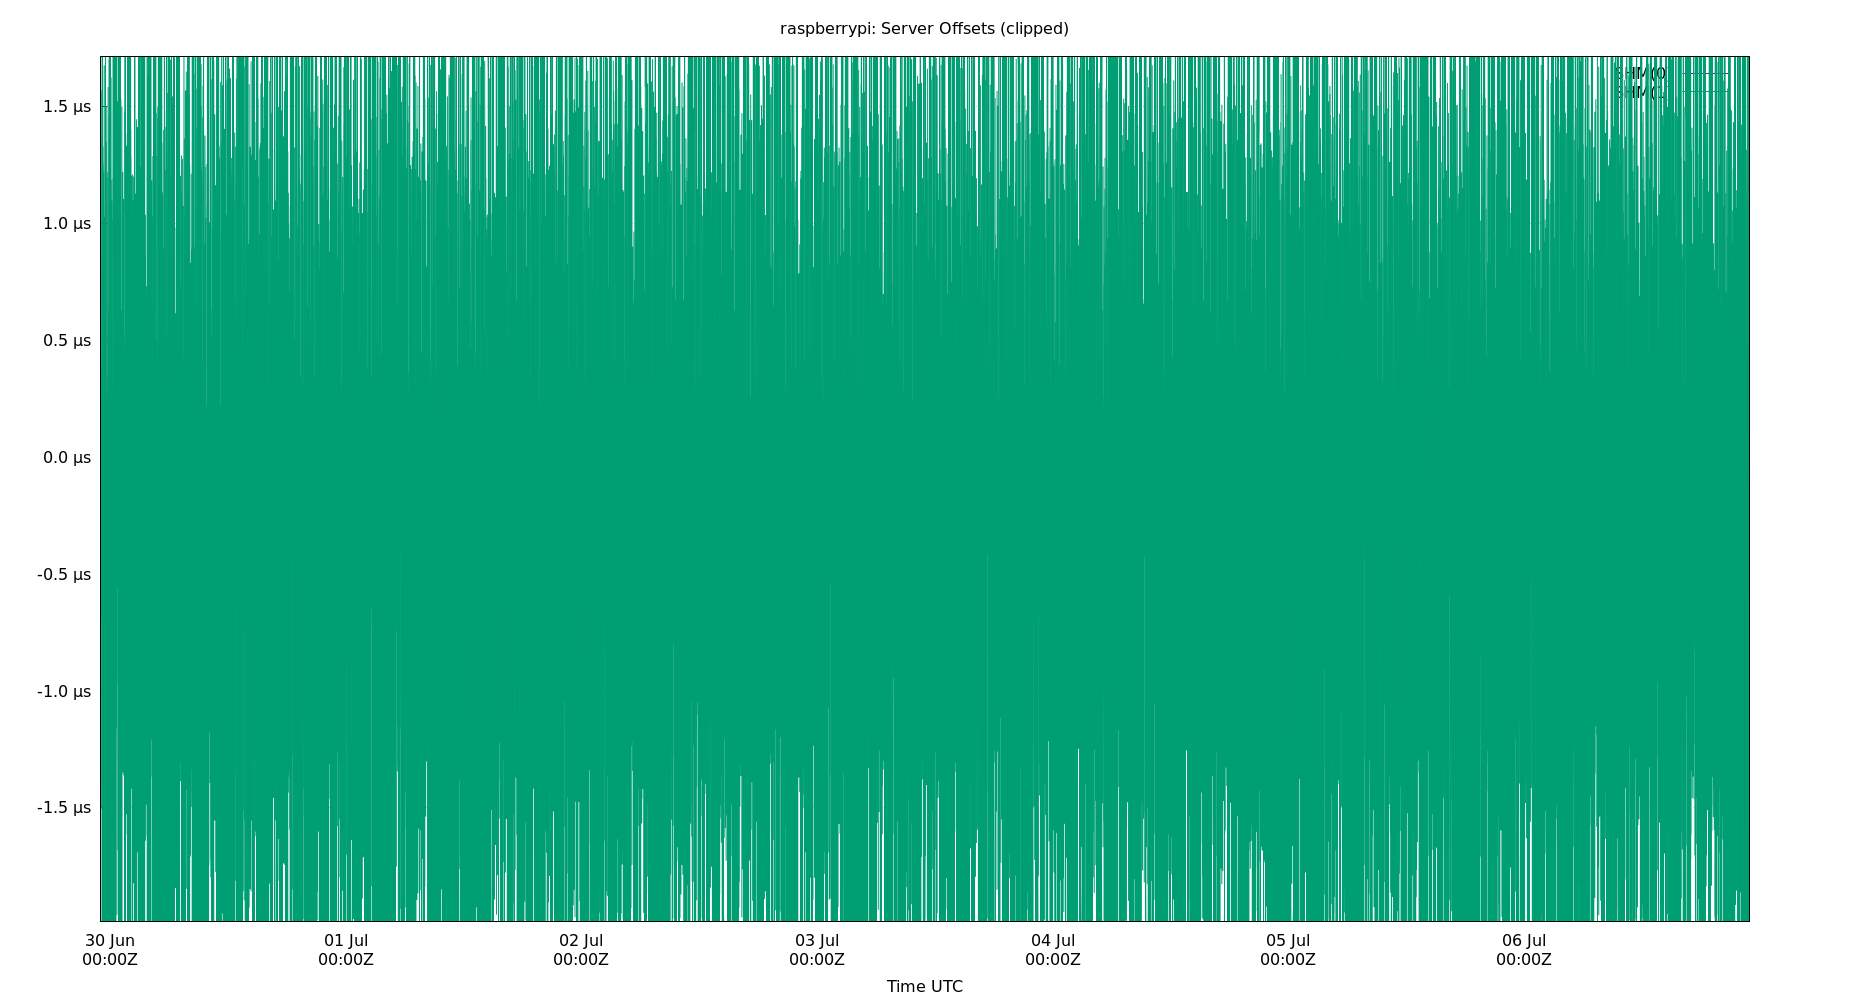 raspberrypi: Server Offsets (clipped)
SHM(0)
1.5 µs
1.0 µs
0.5 µs
0.0 µs
-0.5 µs
-1.0 µs
-1.5 µs
30 Jun 01 Jul 02 Jul 03 Jul 04 Jul 05 Jul 06 Jul
00:00Z 00:00Z 00:00Z 00:00Z 00:00Z 00:00Z 00:00Z
Time UTC